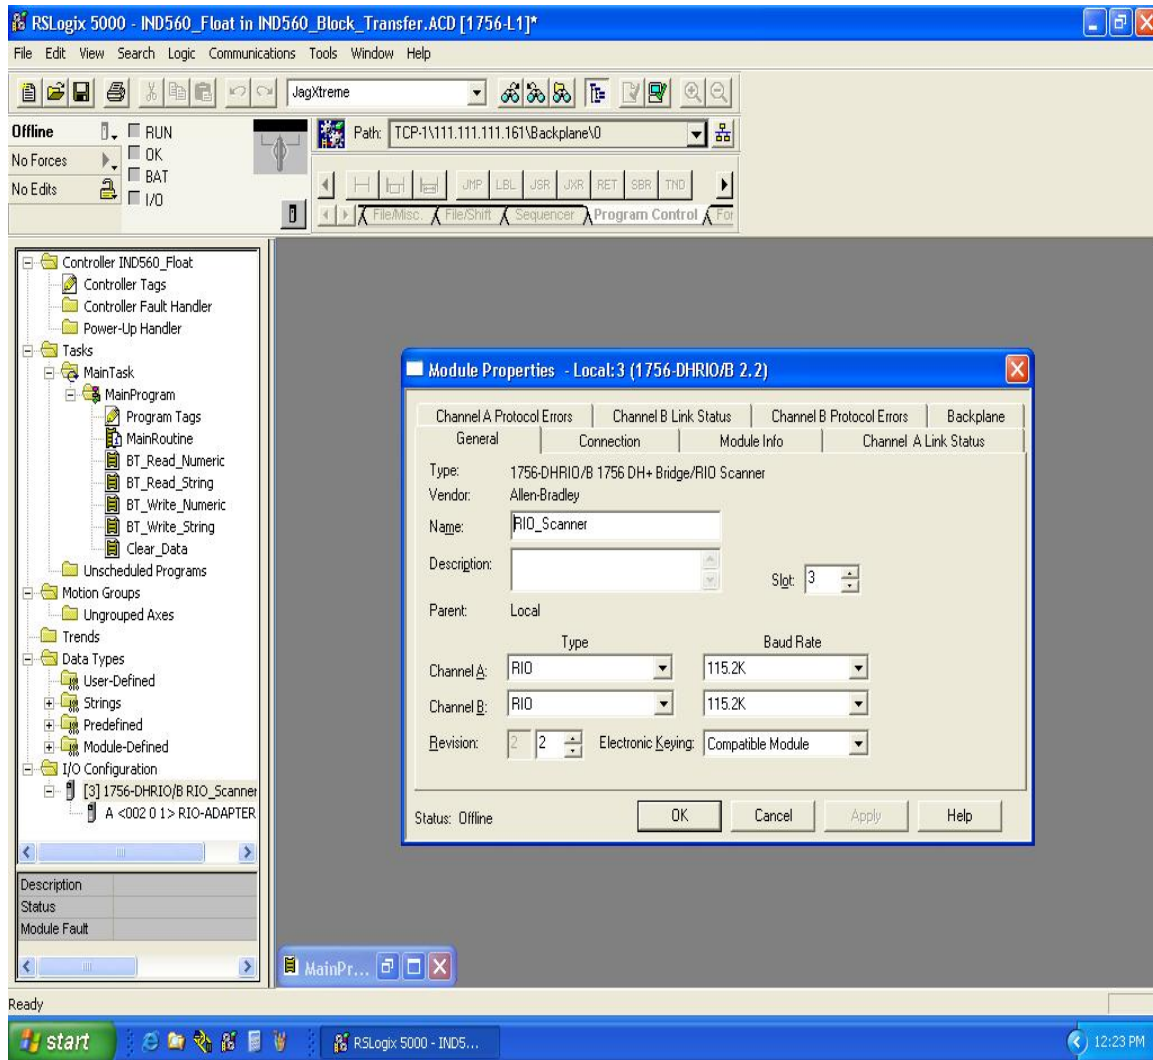 RSLogix 5000 - IND560_Float in IND560_Block_Transfer.ACD [1756-L1]*
File Edit View Search Logic Communications Tools Window Help
JagXtreme
Offline
RUN
No Forces
OK
No Edits
BAT
I/O
Path: TCP-1\111.111.111.161\Backplane\0
JMP LBL JSR JXR RET SBR TND
File/Misc. File/Shift Sequencer Program Control For
Controller IND560_Float
Controller Tags
Controller Fault Handler
Power-Up Handler
Tasks
MainTask
MainProgram
Program Tags
MainRoutine
BT_Read_Numeric
BT_Read_String
BT_Write_Numeric
BT_Write_String
Clear_Data
Unscheduled Programs
Motion Groups
Ungrouped Axes
Trends
Data Types
User-Defined
Strings
Predefined
Module-Defined
I/O Configuration
[3] 1756-DHRIO/B RIO_Scanner
A <002 0 1> RIO-ADAPTER
Description
Status
Module Fault
Module Properties - Local:3 (1756-DHRIO/B 2.2)
Channel A Protocol Errors Channel B Link Status Channel B Protocol Errors Backplane
General Connection Module Info Channel A Link Status
Type: 1756-DHRIO/B 1756 DH+ Bridge/RIO Scanner
Vendor: Allen-Bradley
Name: RIO_Scanner
Description:
Slot: 3
Parent: Local
Type Baud Rate
Channel A: RIO 115.2K
Channel B: RIO 115.2K
Revision: 2 2 Electronic Keying: Compatible Module
Status: Offline OK Cancel Apply Help
MainPr...
Ready
start RSLogix 5000 - IND5... 12:23 PM